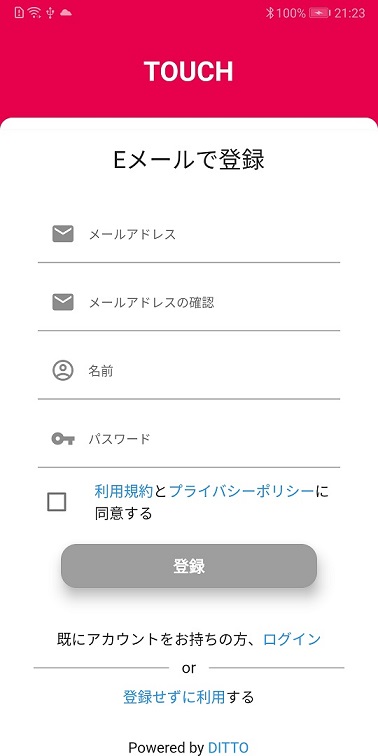 100% 21:23
TOUCH
Eメールで登録
メールアドレス
メールアドレスの確認
名前
パスワード
利用規約とプライバシーポリシーに
同意する
登録
既にアカウントをお持ちの方、ログイン
or
登録せずに利用する
Powered by DITTO